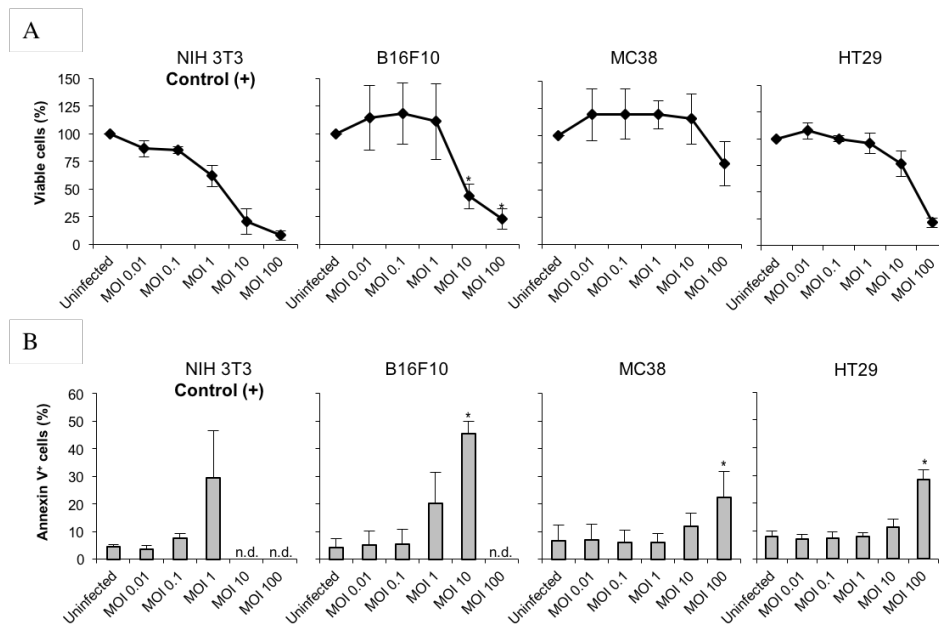 A
NIH 3T3
Control (+)
B16F10
MC38
HT29
Viable cells (%)
150
125
100
75
50
25
0
*
*
Uninfected
MOI 0.01
MOI 0.1
MOI 1
MOI 10
MOI 100
Uninfected
MOI 0.01
MOI 0.1
MOI 1
MOI 10
MOI 100
Uninfected
MOI 0.01
MOI 0.1
MOI 1
MOI 10
MOI 100
Uninfected
MOI 0.01
MOI 0.1
MOI 1
MOI 10
MOI 100
B
NIH 3T3
Control (+)
B16F10
MC38
HT29
Annexin V⁺ cells (%)
60
50
40
30
20
10
0
n.d.
n.d.
*
n.d.
*
*
Uninfected
MOI 0.01
MOI 0.1
MOI 1
MOI 10
MOI 100
Uninfected
MOI 0.01
MOI 0.1
MOI 1
MOI 10
MOI 100
Uninfected
MOI 0.01
MOI 0.1
MOI 1
MOI 10
MOI 100
Uninfected
MOI 0.01
MOI 0.1
MOI 1
MOI 10
MOI 100